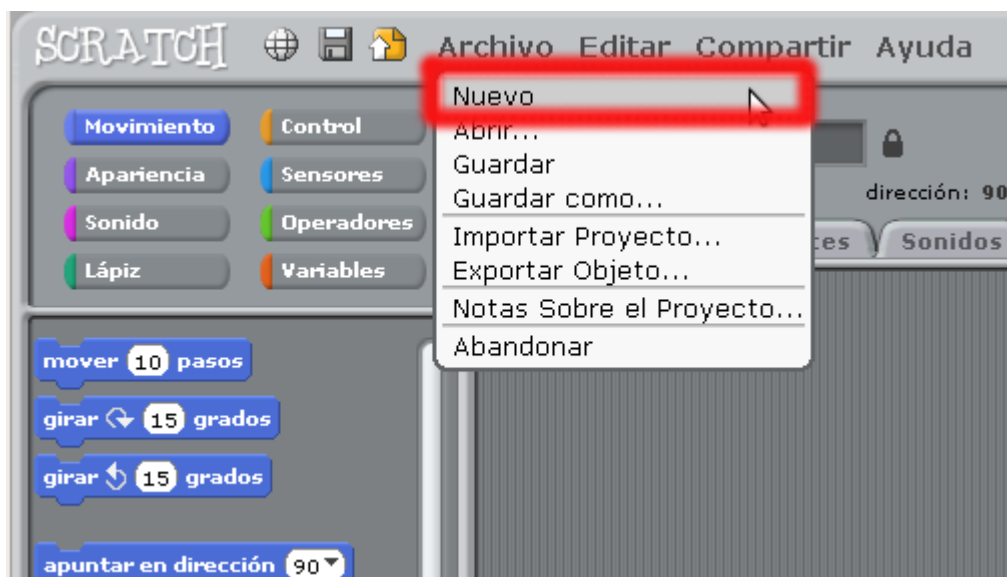 SCRATCH Archivo Editar Compartir Ayuda
Nuevo
Abrir...
Guardar
Guardar como...
Importar Proyecto...
Exportar Objeto...
Notas Sobre el Proyecto...
Abandonar
Movimiento Control
Apariencia Sensores
Sonido Operadores
Lápiz Variables
dirección: 90
Sonidos
mover 10 pasos
girar 15 grados
girar 15 grados
apuntar en dirección 90